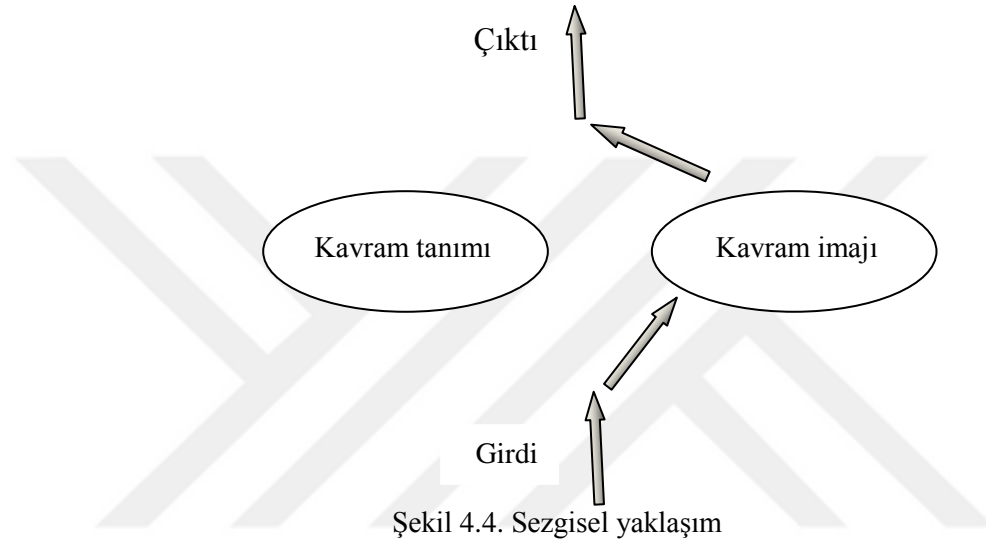 Çıktı
Kavram tanımı
Kavram imajı
Girdi
Şekil 4.4. Sezgisel yaklaşım